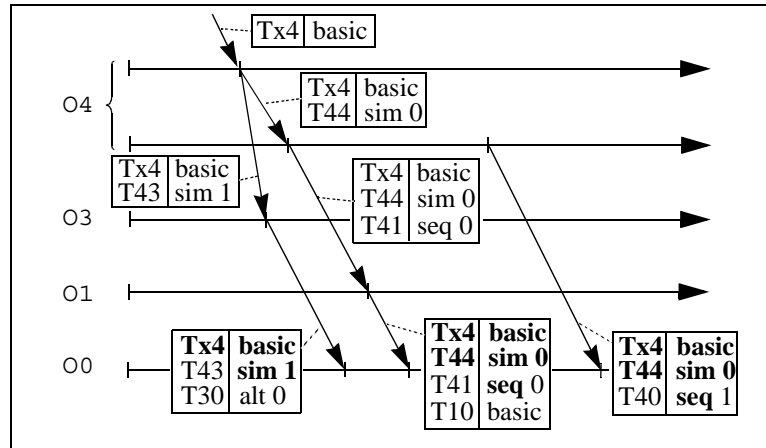 Tx4 basic
O4
Tx4 basic
T44 sim 0
Tx4 basic
T43 sim 1
Tx4 basic
T44 sim 0
T41 seq 0
O3
O1
O0
Tx4 basic
T43 sim 1
T30 alt 0
Tx4 basic
T44 sim 0
T41 seq 0
T10 basic
Tx4 basic
T44 sim 0
T40 seq 1